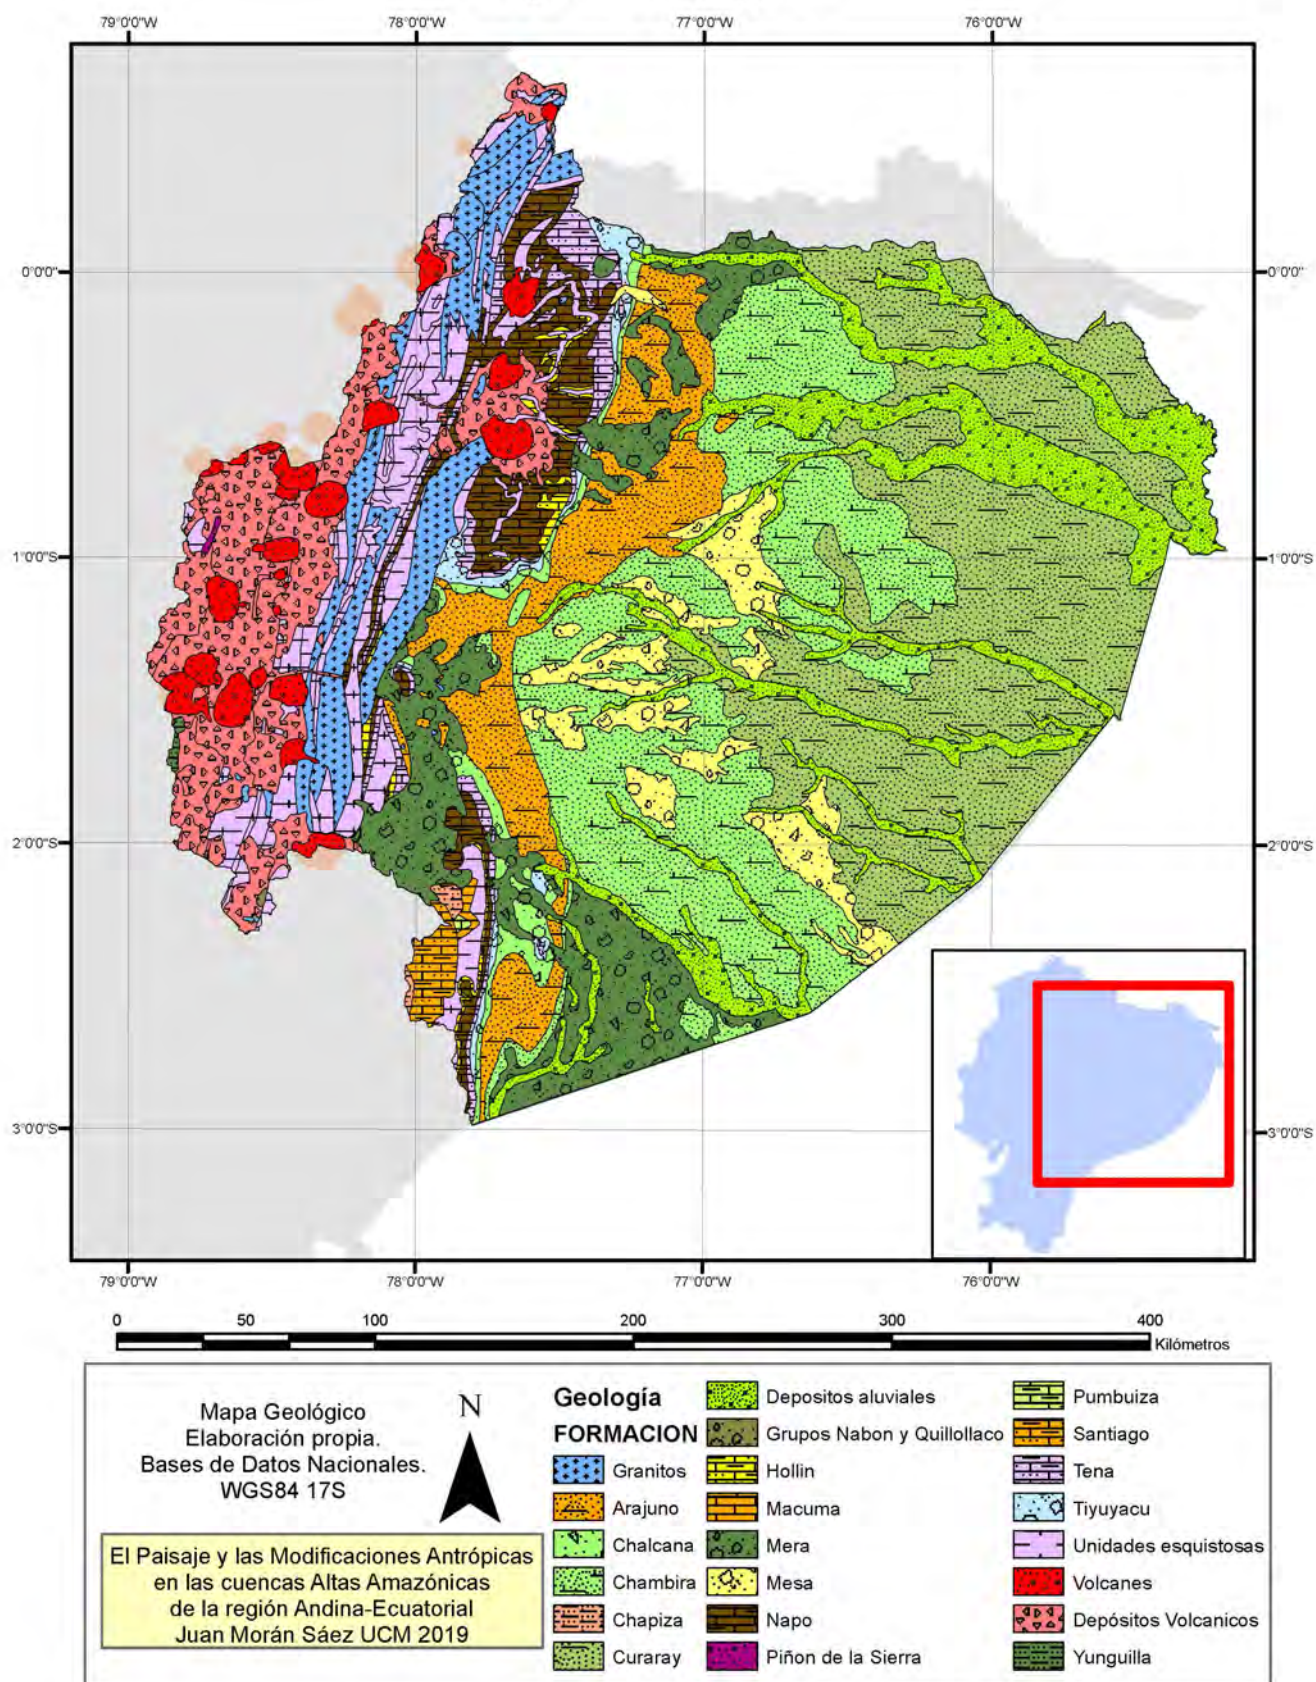 79°0'0"W 78°0'0"W 77°0'0"W 76°0'0"W
0°0'0" 0°0'0"
1°0'0"S 1°0'0"S
2°0'0"S 2°0'0"S
3°0'0"S 3°0'0"S
79°0'0"W 78°0'0"W 77°0'0"W 76°0'0"W
0 50 100 200 300 400
Kilómetros
Mapa Geológico
Elaboración propia.
Bases de Datos Nacionales.
WGS84 17S
N
El Paisaje y las Modificaciones Antrópicas
en las cuencas Altas Amazónicas
de la región Andina-Ecuatorial
Juan Morán Sáez UCM 2019
Geología
FORMACION
Granitos
Arajuno
Chalcana
Chambira
Chapiza
Curaray
Depositos aluviales
Grupos Nabon y Quillollaco
Hollin
Macuma
Mera
Mesa
Napo
Piñon de la Sierra
Pumbuiza
Santiago
Tena
Tiyuyacu
Unidades esquistosas
Volcanes
Depósitos Volcanicos
Yunguilla